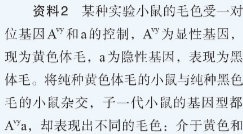 资料2 某种实验小鼠的毛色受一对
位基因Aᵛʸ和a的控制，Aᵛʸ为显性基因，
现为黄色体毛，a为隐性基因，表现为黑
体毛。将纯种黄色体毛的小鼠与纯种黑色
毛的小鼠杂交，子一代小鼠的基因型都
Aᵛʸa，却表现出不同的毛色：介于黄色和